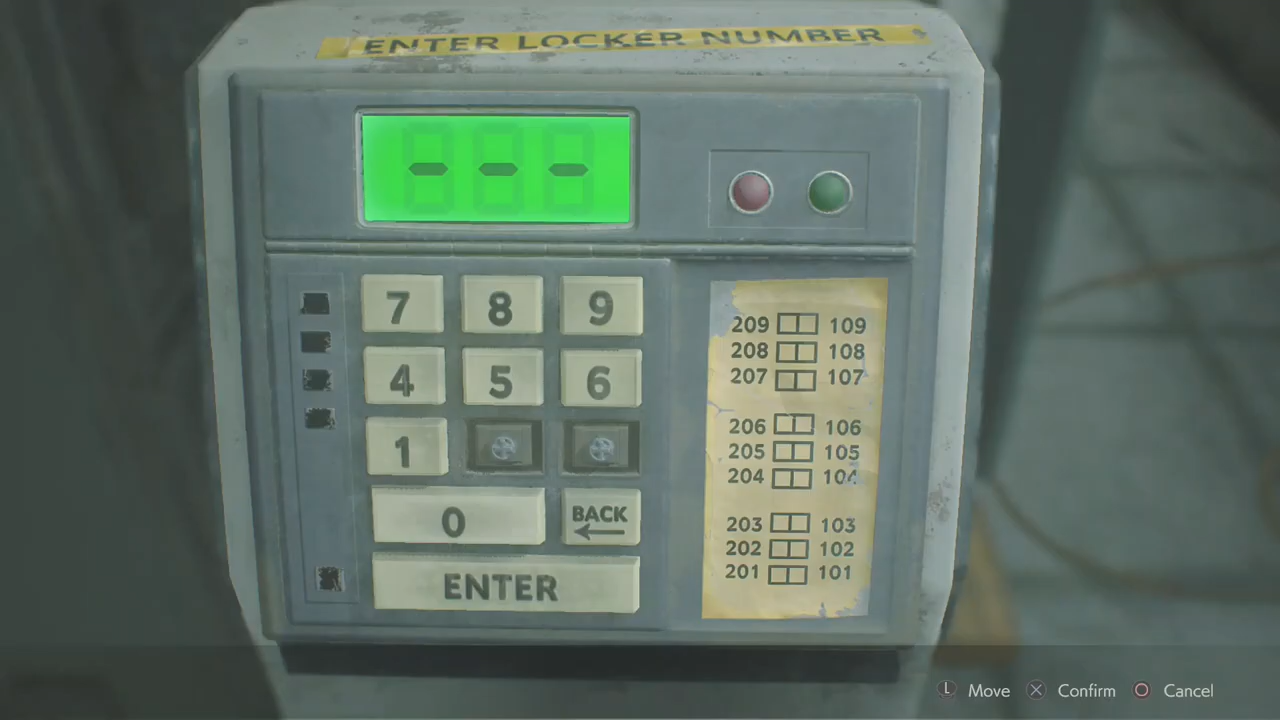 ENTER LOCKER NUMBER
- - -
7 8 9
4 5 6
1
0 BACK
ENTER
209 109
208 108
207 107
206 106
205 105
204 104
203 103
202 102
201 101
L Move Confirm Cancel